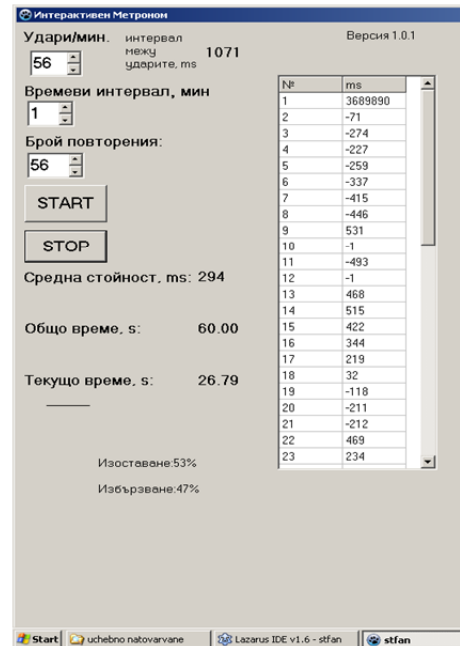 Интерактивен Метроном
Удари/мин.
интервал
межу
ударите, ms
1071
Версия 1.0.1
56
Времеви интервал, мин
1
Брой повторения:
56
START
STOP
Средна стойност, ms: 294
Общо време, s: 60.00
Текущо време, s: 26.79
Изоставане:53%
Избързване:47%
№ ms
1 3689890
2 -71
3 -274
4 -227
5 -259
6 -337
7 -415
8 -446
9 531
10 -1
11 -493
12 -1
13 468
14 515
15 422
16 344
17 219
18 32
19 -118
20 -211
21 -212
22 469
23 234
Start
uchebno natovarvane
Lazarus IDE v1.6 - stfan
stfan